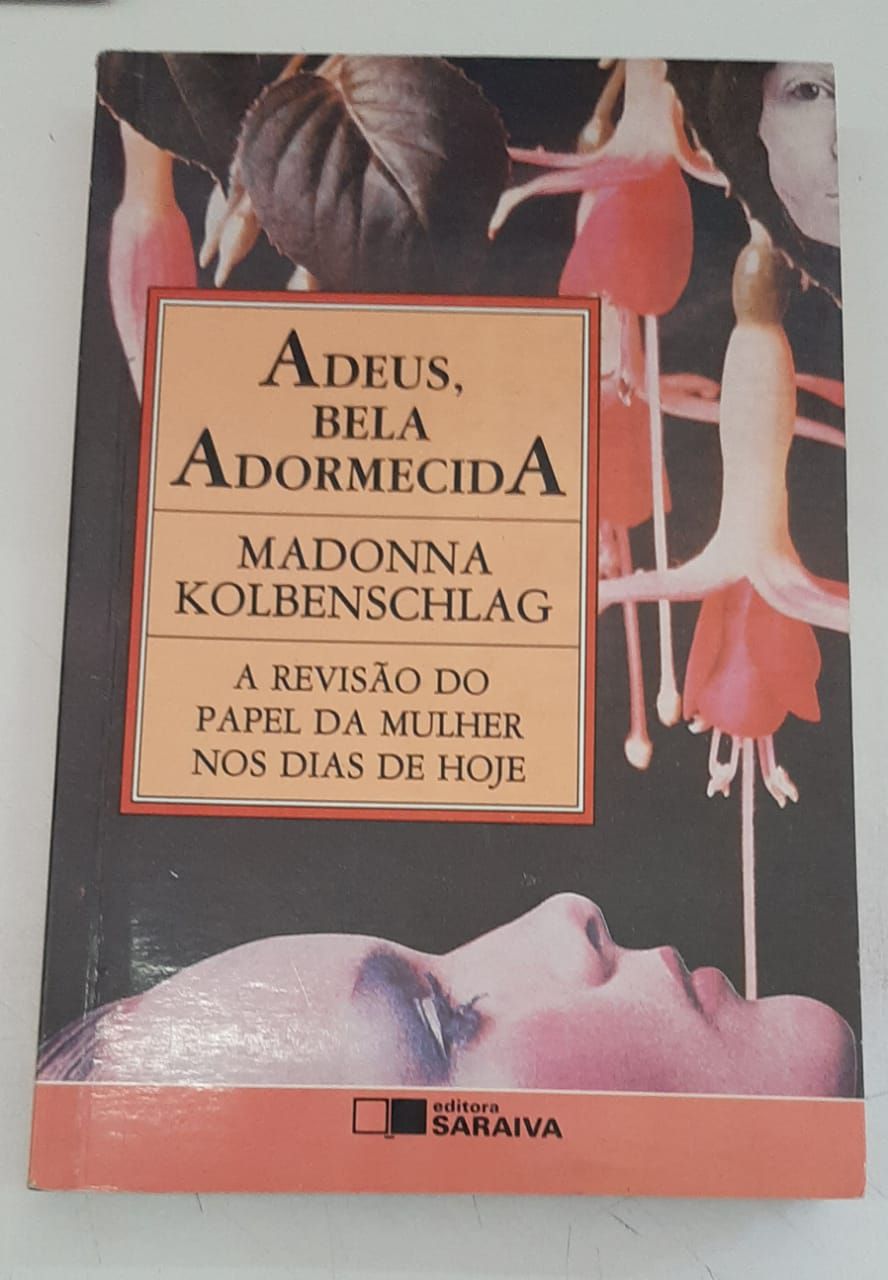 ADEUS,
BELA
ADORMECIDA
MADONNA
KOLBENSCHLAG
A REVISÃO DO
PAPEL DA MULHER
NOS DIAS DE HOJE
editora
SARAIVA